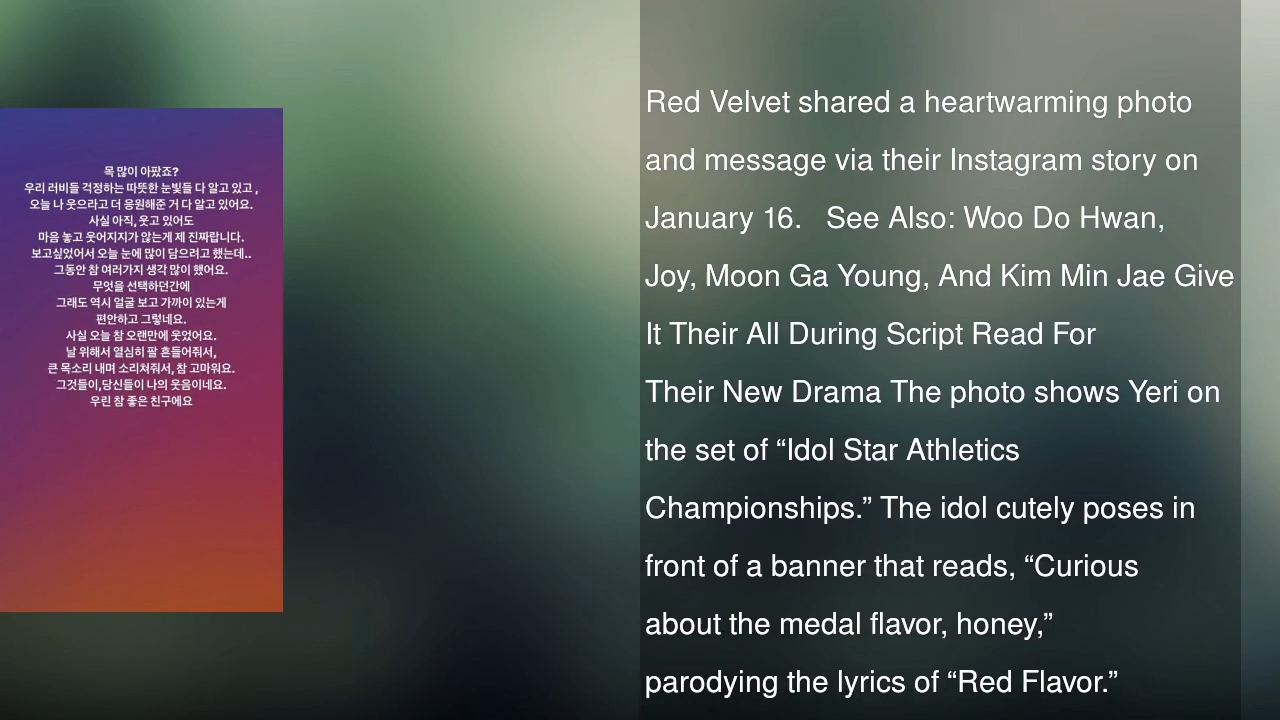 목 많이 아팠죠?
우리 러비들 걱정하는 따뜻한 눈빛들 다 알고 있고 ,
오늘 나 웃으라고 더 응원해준 거 다 알고 있어요.
사실 아직, 웃고 있어도
마음 놓고 웃어지지가 않는게 제 진짜랍니다.
보고싶었어서 오늘 눈에 많이 담으려고 했는데..
그동안 참 여러가지 생각 많이 했어요.
무엇을 선택하던간에
그래도 역시 얼굴 보고 가까이 있는게
편안하고 그렇네요.
사실 오늘 참 오랜만에 웃었어요.
날 위해서 열심히 팔 흔들어줘서,
큰 목소리 내며 소리쳐줘서, 참 고마워요.
그것들이,당신들이 나의 웃음이네요.
우린 참 좋은 친구에요
Red Velvet shared a heartwarming photo
and message via their Instagram story on
January 16.   See Also: Woo Do Hwan,
Joy, Moon Ga Young, And Kim Min Jae Give
It Their All During Script Read For
Their New Drama The photo shows Yeri on
the set of “Idol Star Athletics
Championships.” The idol cutely poses in
front of a banner that reads, “Curious
about the medal flavor, honey,”
parodying the lyrics of “Red Flavor.”